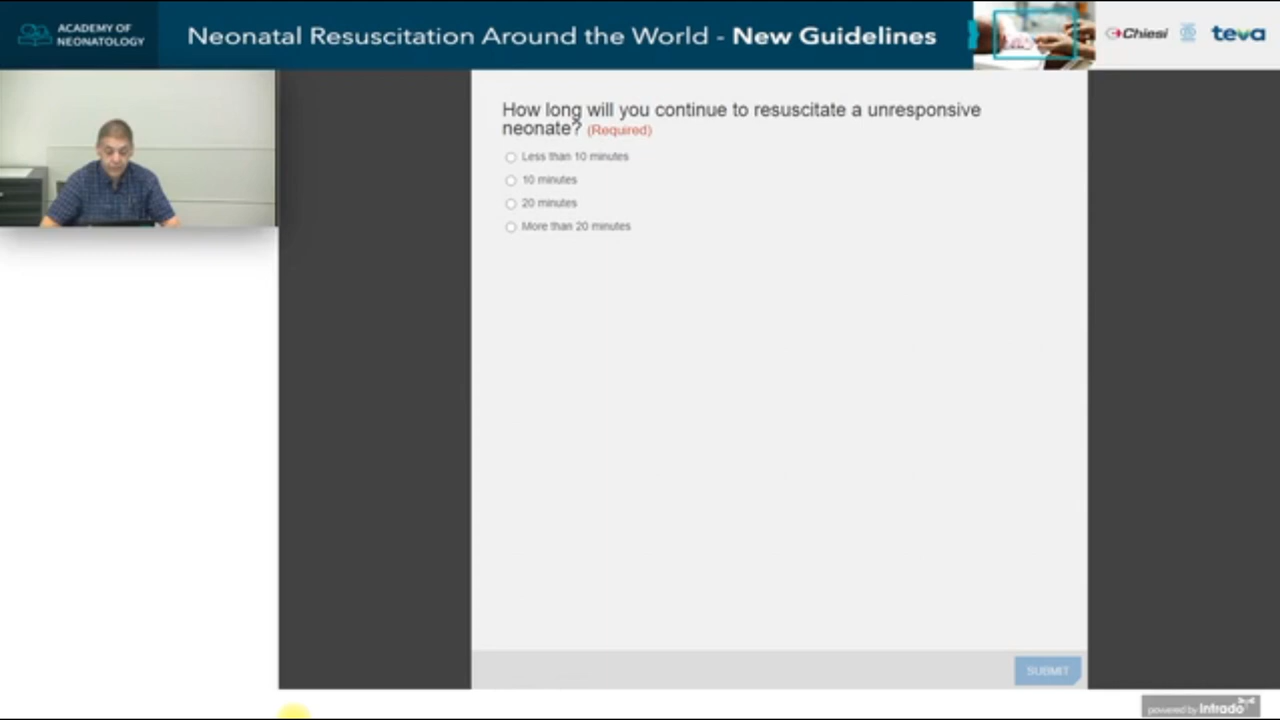 ACADEMY OF
NEONATOLOGY
Neonatal Resuscitation Around the World - New Guidelines
Chiesi
teva
How long will you continue to resuscitate a unresponsive
neonate? (Required)
Less than 10 minutes
10 minutes
20 minutes
More than 20 minutes
SUBMIT
powered by intrado